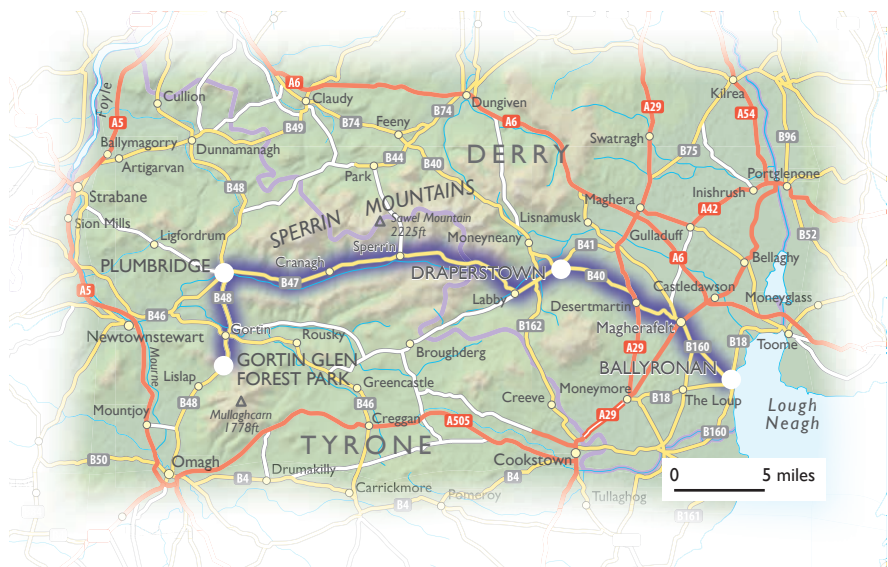 A6
Foyle
Cullion
Claudy
Kilrea
A5
B49
B74
B74
Dungiven
A29
A54
Feeny
A6
Ballymagorry
Dunnamanagh
Swatragh
B75
B96
Artigarvan
B44
B40
DERRY
Park
Portglenone
B48
Strabane
MOUNTAINS
Maghera
Inishrush
SPERRIN
Sawel Mountain
2225ft
Lisnamusk
A42
Sion Mills
Ligfordrum
Moneyneany
Gulladuff
B52
Sperrin
B41
A6
Bellaghy
PLUMBRIDGE
Cranagh
DRAPERSTOWN
B40
B47
Castledawson
A5
B48
Labby
Desertmartin
Moneyglass
B46
Gortin
Rousky
B162
Magherafelt
Newtownstewart
A29
B160
B18
Toome
Broughderg
Mourne
GORTIN GLEN
FOREST PARK
BALLYRONAN
Lislap
Greencastle
Creeve
Moneymore
B18
The Loup
B48
B46
Mullaghcarn
1778ft
Mountjoy
Creggan
A505
A29
Lough
Neagh
TYRONE
B160
B50
Omagh
Cookstown
Drumakilly
B4
B4
0 5 miles
Carrickmore
Pomeroy
B4
Tullaghog
B161